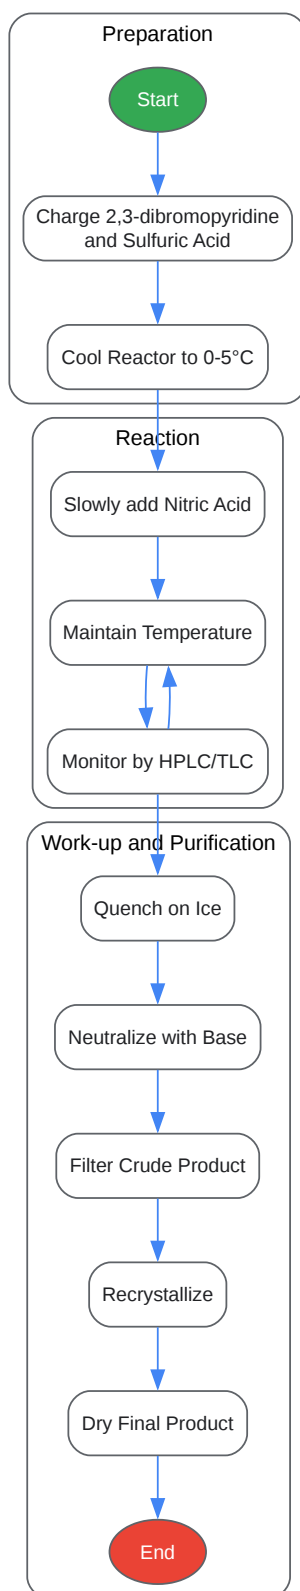 Preparation
Start
Charge 2,3-dibromopyridine
and Sulfuric Acid
Cool Reactor to 0-5°C
Reaction
Slowly add Nitric Acid
Maintain Temperature
Monitor by HPLC/TLC
Work-up and Purification
Quench on Ice
Neutralize with Base
Filter Crude Product
Recrystallize
Dry Final Product
End